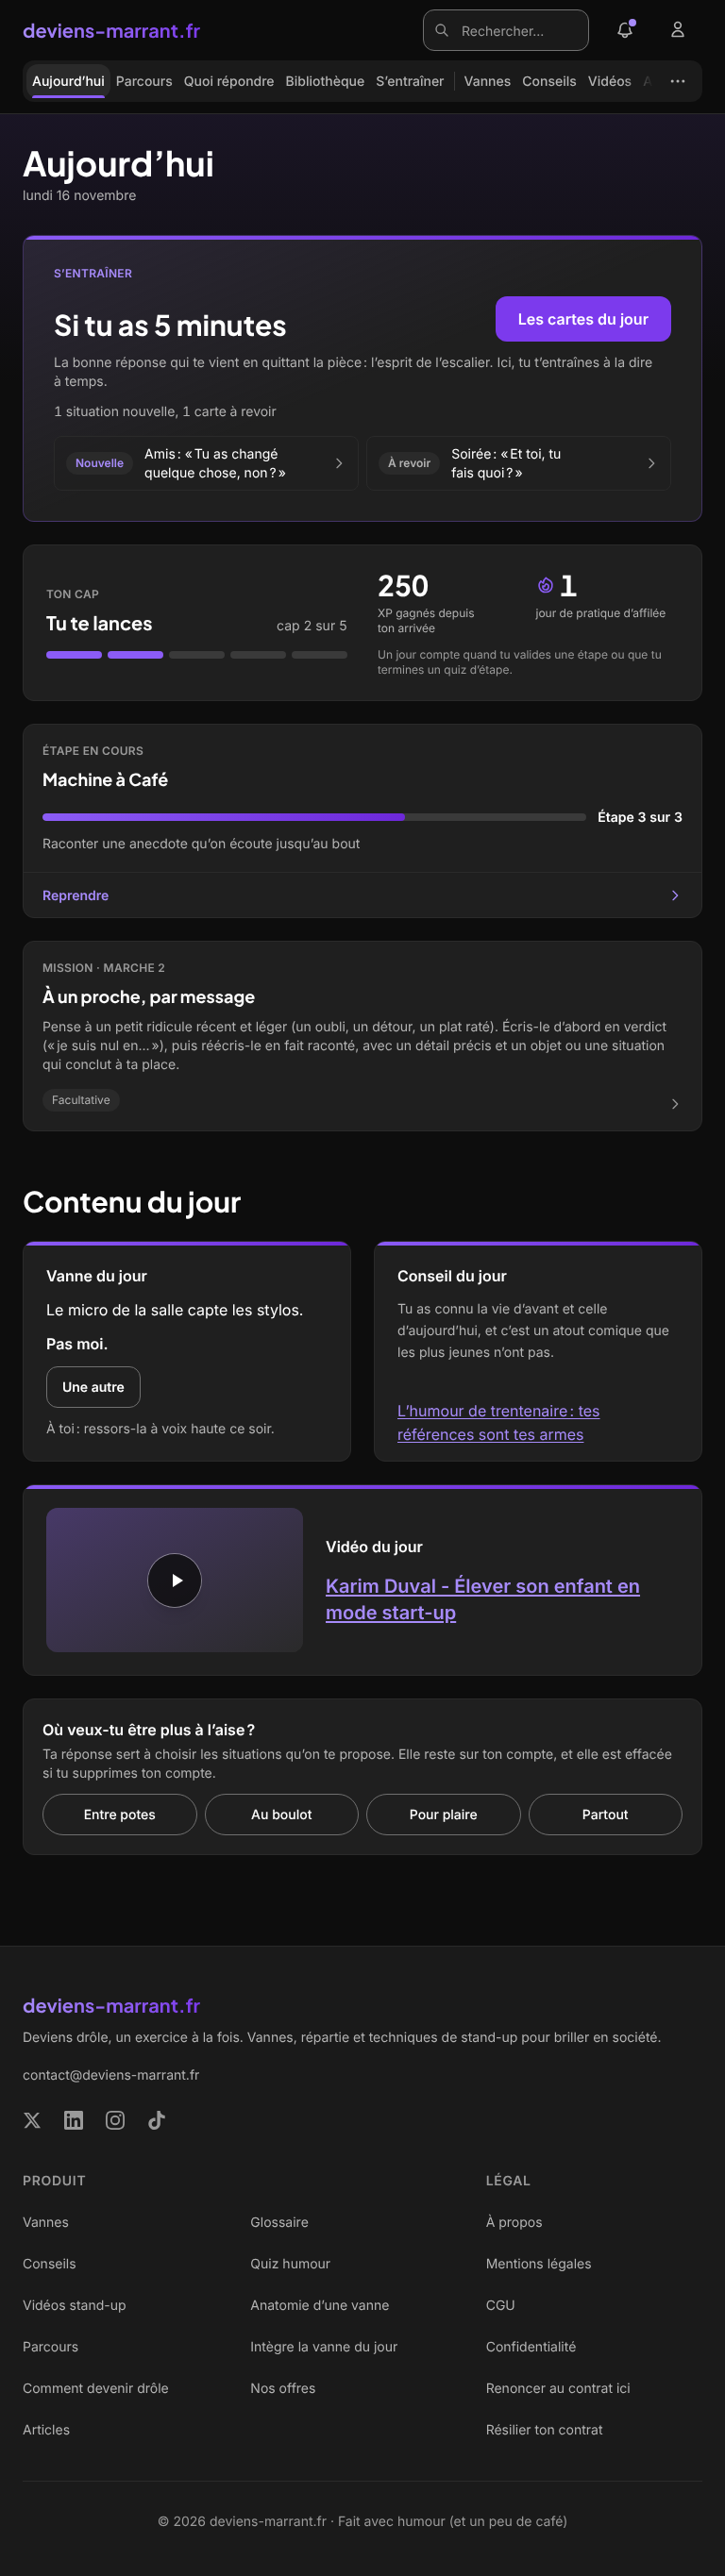 deviens-marrant.fr
Rechercher...
Aujourd’hui Parcours Quoi répondre Bibliothèque S’entraîner Vannes Conseils Vidéos
Aujourd’hui
lundi 16 novembre
S’ENTRAÎNER
Si tu as 5 minutes
Les cartes du jour
La bonne réponse qui te vient en quittant la pièce : l’esprit de l’escalier. Ici, tu t’entraînes à la dire
à temps.
1 situation nouvelle, 1 carte à revoir
Nouvelle
Amis : « Tu as changé
quelque chose, non ? »
À revoir
Soirée : « Et toi, tu
fais quoi ? »
TON CAP
Tu te lances
cap 2 sur 5
250
XP gagnés depuis
ton arrivée
1
jour de pratique d’affilée
Un jour compte quand tu valides une étape ou que tu
termines un quiz d’étape.
ÉTAPE EN COURS
Machine à Café
Étape 3 sur 3
Raconter une anecdote qu’on écoute jusqu’au bout
Reprendre
MISSION · MARCHE 2
À un proche, par message
Pense à un petit ridicule récent et léger (un oubli, un détour, un plat raté). Écris-le d’abord en verdict
(« je suis nul en... »), puis réécris-le en fait raconté, avec un détail précis et un objet ou une situation
qui conclut à ta place.
Facultative
Contenu du jour
Vanne du jour
Le micro de la salle capte les stylos.
Pas moi.
Une autre
À toi : ressors-la à voix haute ce soir.
Conseil du jour
Tu as connu la vie d’avant et celle
d’aujourd’hui, et c’est un atout comique que
les plus jeunes n’ont pas.
L’humour de trentenaire : tes
références sont tes armes
Vidéo du jour
Karim Duval - Élever son enfant en
mode start-up
Où veux-tu être plus à l’aise ?
Ta réponse sert à choisir les situations qu’on te propose. Elle reste sur ton compte, et elle est effacée
si tu supprimes ton compte.
Entre potes
Au boulot
Pour plaire
Partout
deviens-marrant.fr
Deviens drôle, un exercice à la fois. Vannes, répartie et techniques de stand-up pour briller en société.
contact@deviens-marrant.fr
PRODUIT
Vannes
Conseils
Vidéos stand-up
Parcours
Comment devenir drôle
Articles
Glossaire
Quiz humour
Anatomie d’une vanne
Intègre la vanne du jour
Nos offres
LÉGAL
À propos
Mentions légales
CGU
Confidentialité
Renoncer au contrat ici
Résilier ton contrat
© 2026 deviens-marrant.fr · Fait avec humour (et un peu de café)